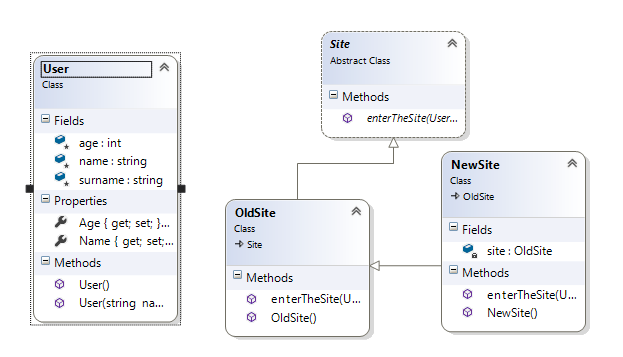 User
Class
Fields
age : int
name : string
surname : string
Properties
Age { get; set; }...
Name { get; set;...
Methods
User()
User(string na...
Site
Abstract Class
Methods
enterTheSite(User...
OldSite
Class
Site
Methods
enterTheSite(U...
OldSite()
NewSite
Class
OldSite
Fields
site : OldSite
Methods
enterTheSite(U...
NewSite()